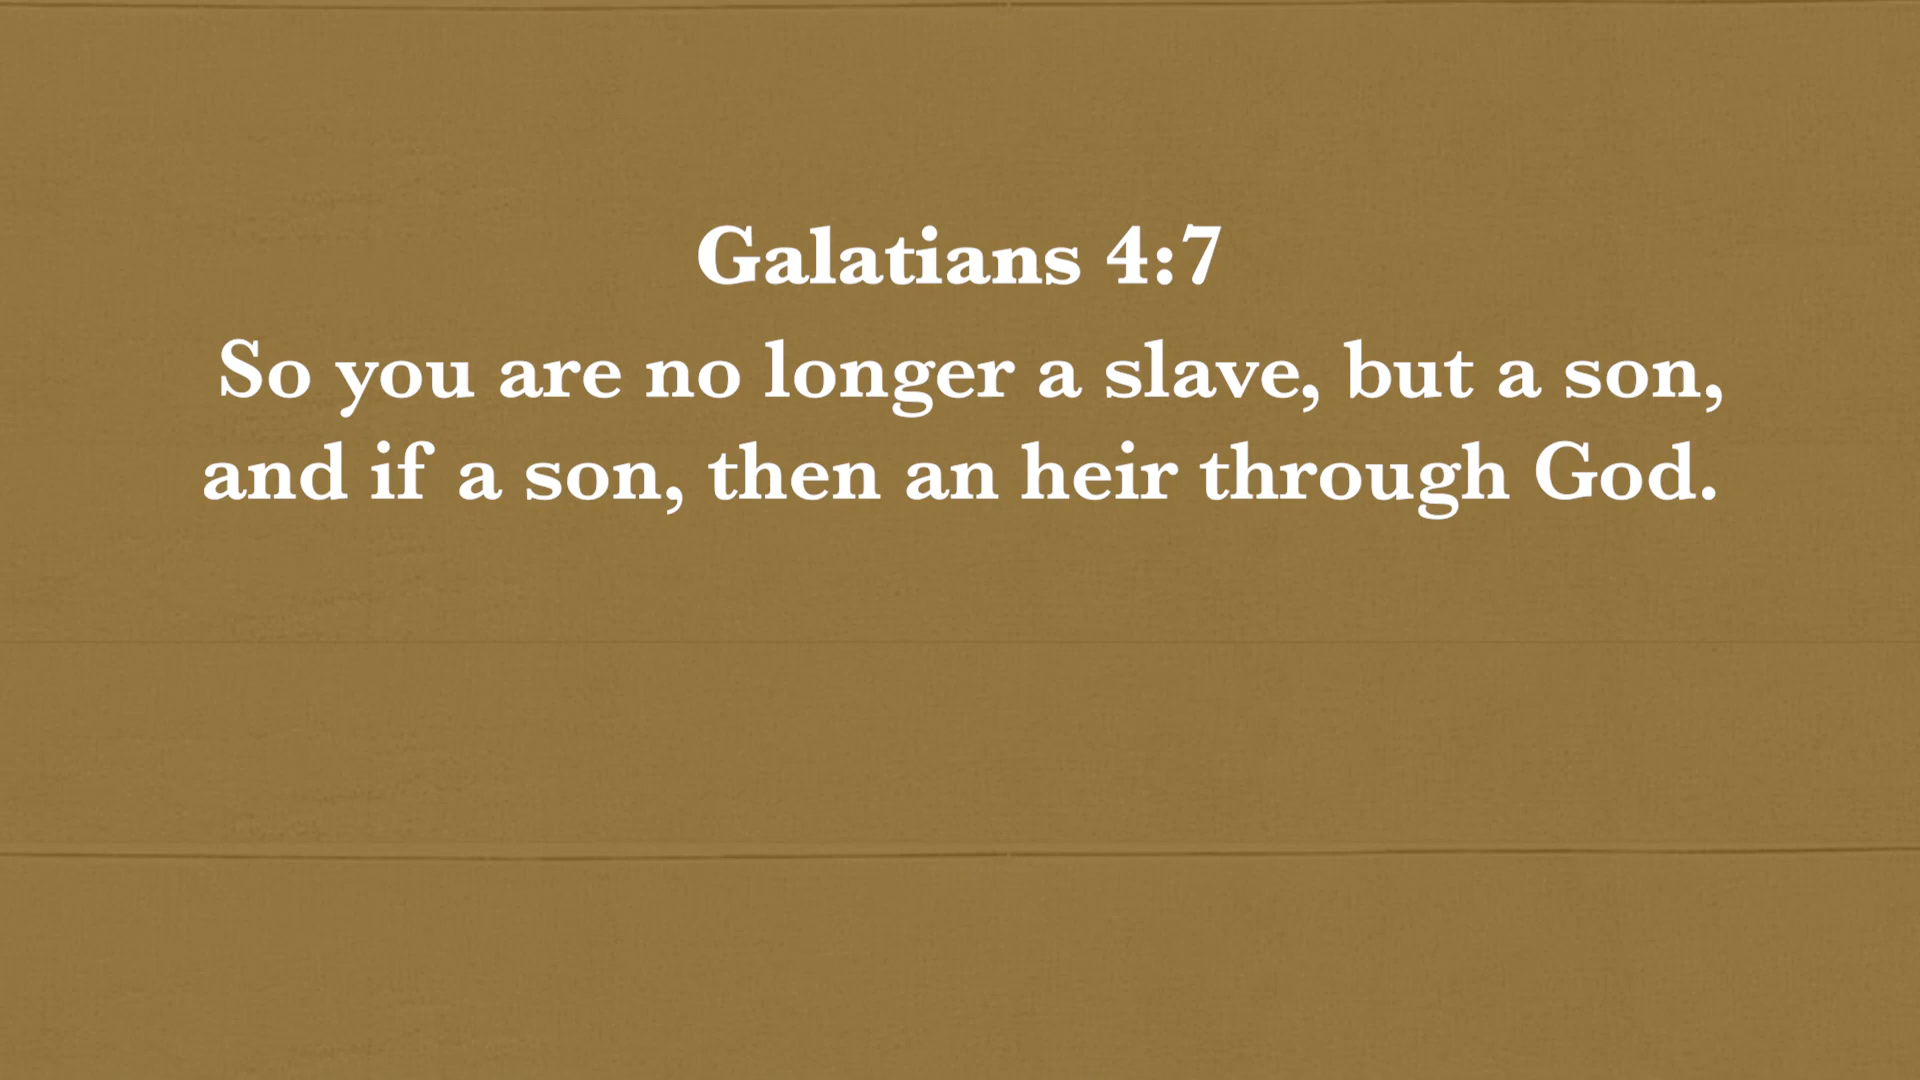 Galatians 4:7
So you are no longer a slave, but a son,
and if a son, then an heir through God.